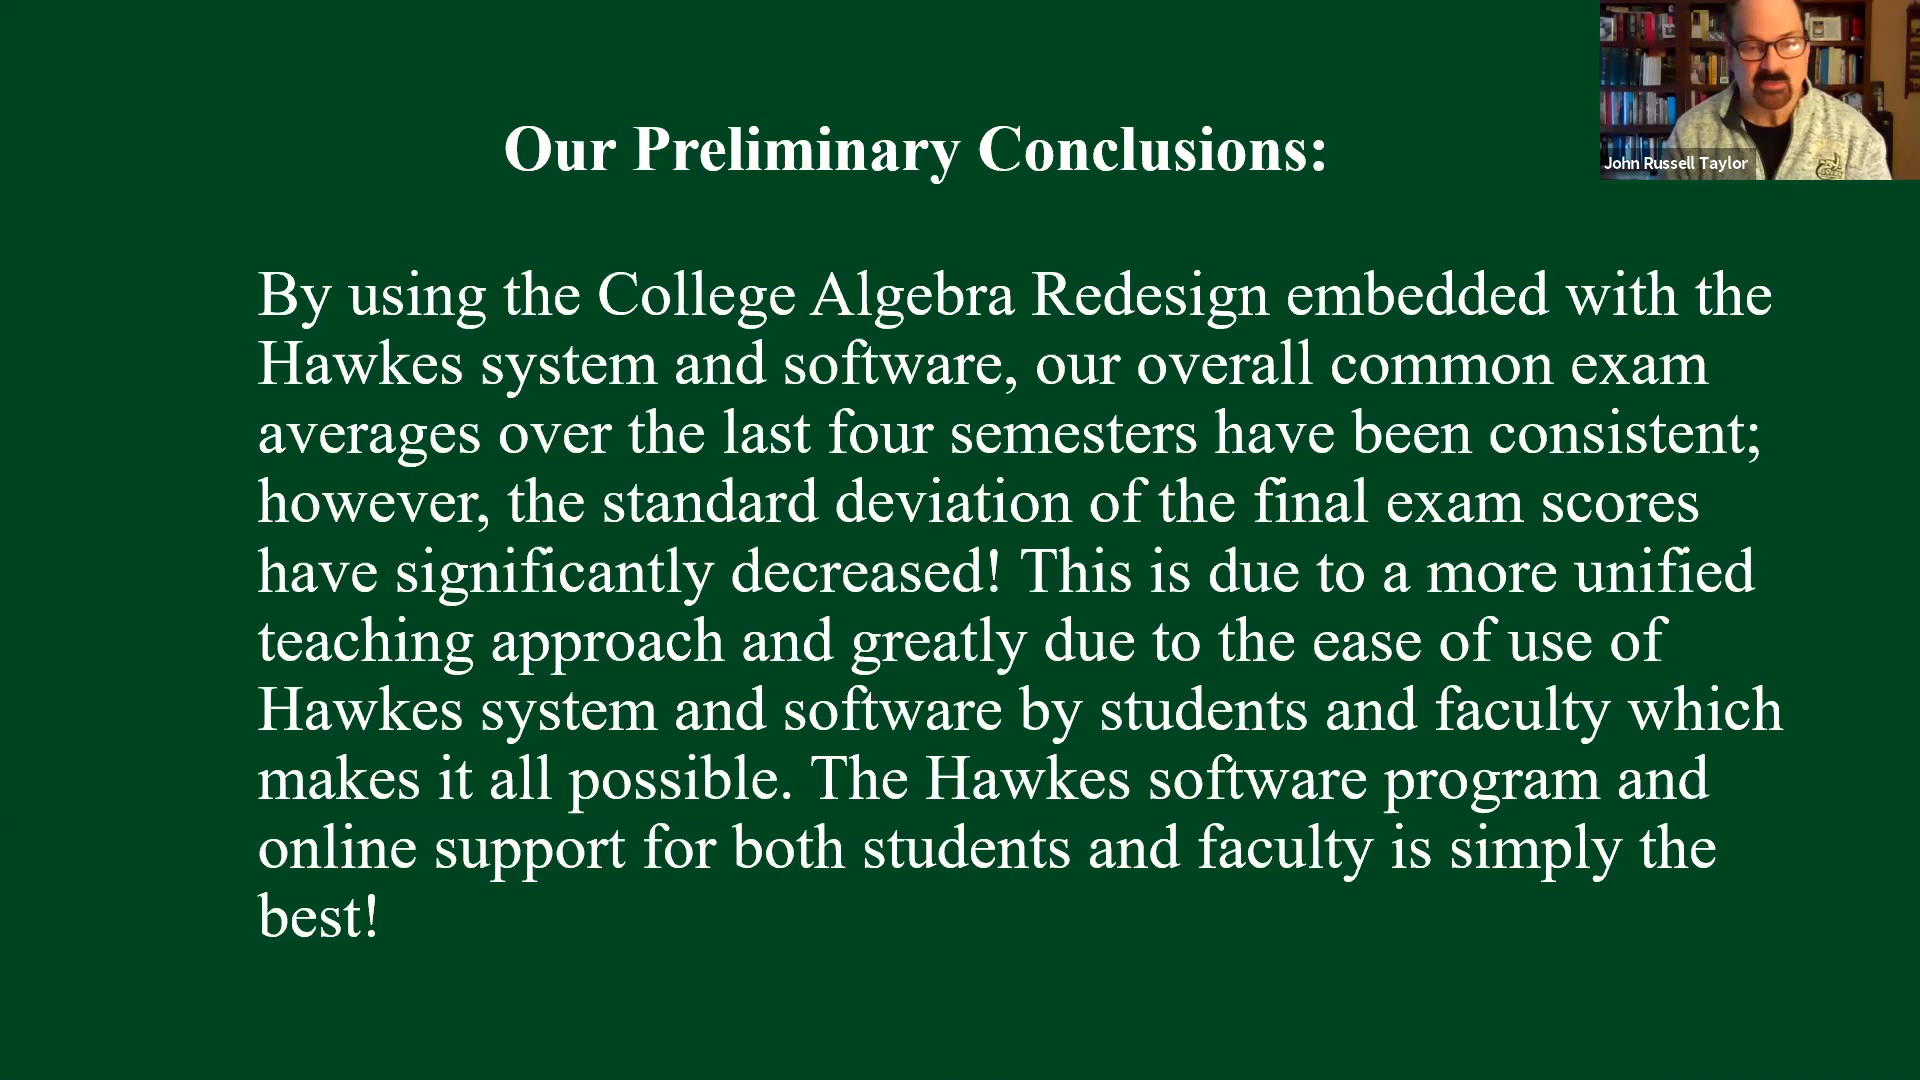 Our Preliminary Conclusions:
John Russell Taylor
By using the College Algebra Redesign embedded with the
Hawkes system and software, our overall common exam
averages over the last four semesters have been consistent;
however, the standard deviation of the final exam scores
have significantly decreased! This is due to a more unified
teaching approach and greatly due to the ease of use of
Hawkes system and software by students and faculty which
makes it all possible. The Hawkes software program and
online support for both students and faculty is simply the
best!